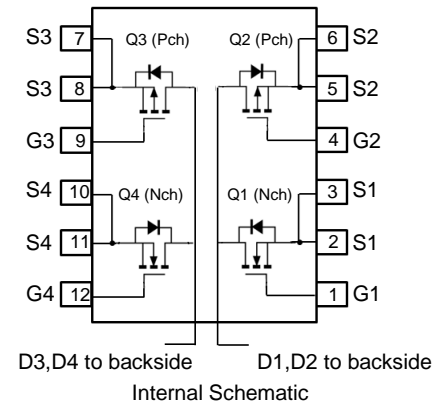 S3 7 Q3 (Pch) Q2 (Pch) 6 S2
S3 8 5 S2
G3 9 4 G2
S4 10 Q4 (Nch) Q1 (Nch) 3 S1
S4 11 2 S1
G4 12 1 G1
D3,D4 to backside D1,D2 to backside
Internal Schematic